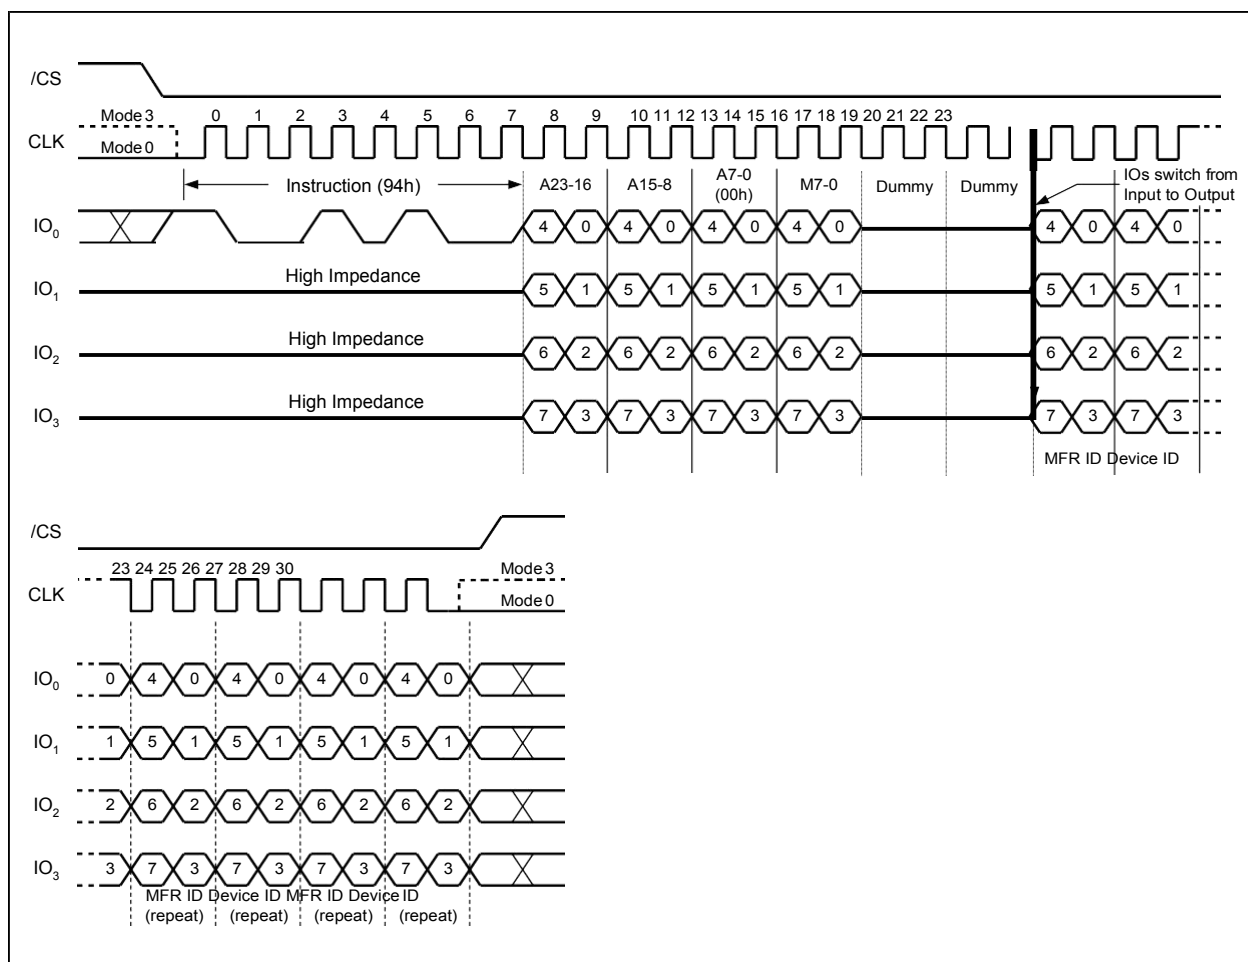 /CS
Mode 3
0 1 2 3 4 5 6 7 8 9 10 11 12 13 14 15 16 17 18 19 20 21 22 23
CLK
Mode 0
Instruction (94h)
A23-16
A15-8
A7-0
(00h)
M7-0
Dummy
Dummy
IOs switch from
Input to Output
IO0
4 0 4 0 4 0 4 0 4 0 4 0
High Impedance
IO1
5 1 5 1 5 1 5 1 5 1 5 1
High Impedance
IO2
6 2 6 2 6 2 6 2 6 2 6 2
High Impedance
IO3
7 3 7 3 7 3 7 3 7 3 7 3
MFR ID Device ID
/CS
23 24 25 26 27 28 29 30
Mode 3
CLK
Mode 0
IO0
0 4 0 4 0 4 0 4 0
IO1
1 5 1 5 1 5 1 5 1
IO2
2 6 2 6 2 6 2 6 2
IO3
3 7 3 7 3 7 3 7 3
MFR ID Device ID MFR ID Device ID
(repeat) (repeat) (repeat) (repeat)